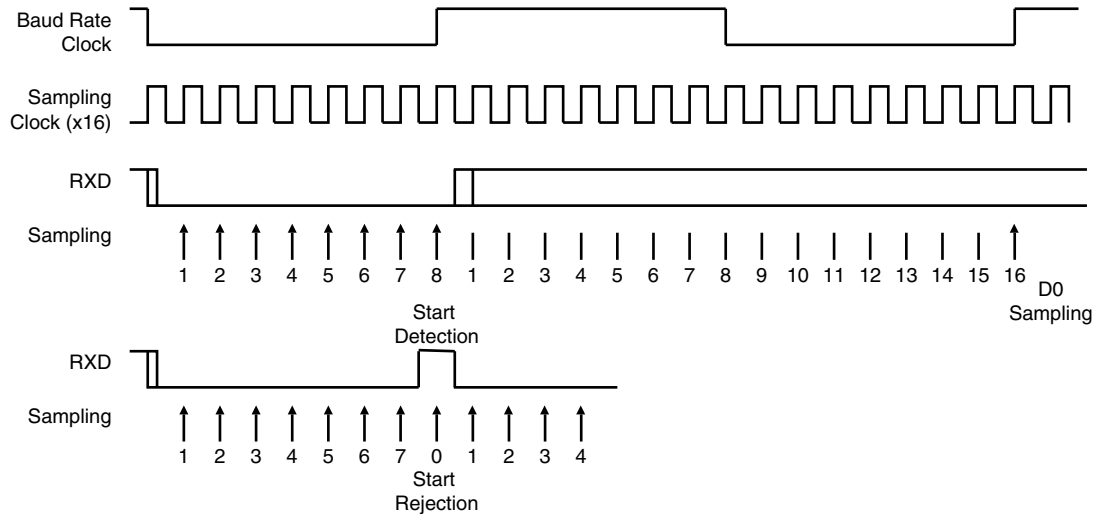 Baud Rate
Clock
Sampling
Clock (x16)
RXD
Sampling
1 2 3 4 5 6 7 8 1 2 3 4 5 6 7 8 9 10 11 12 13 14 15 16
D0
Sampling
Start
Detection
RXD
Sampling
1 2 3 4 5 6 7 0 1 2 3 4
Start
Rejection